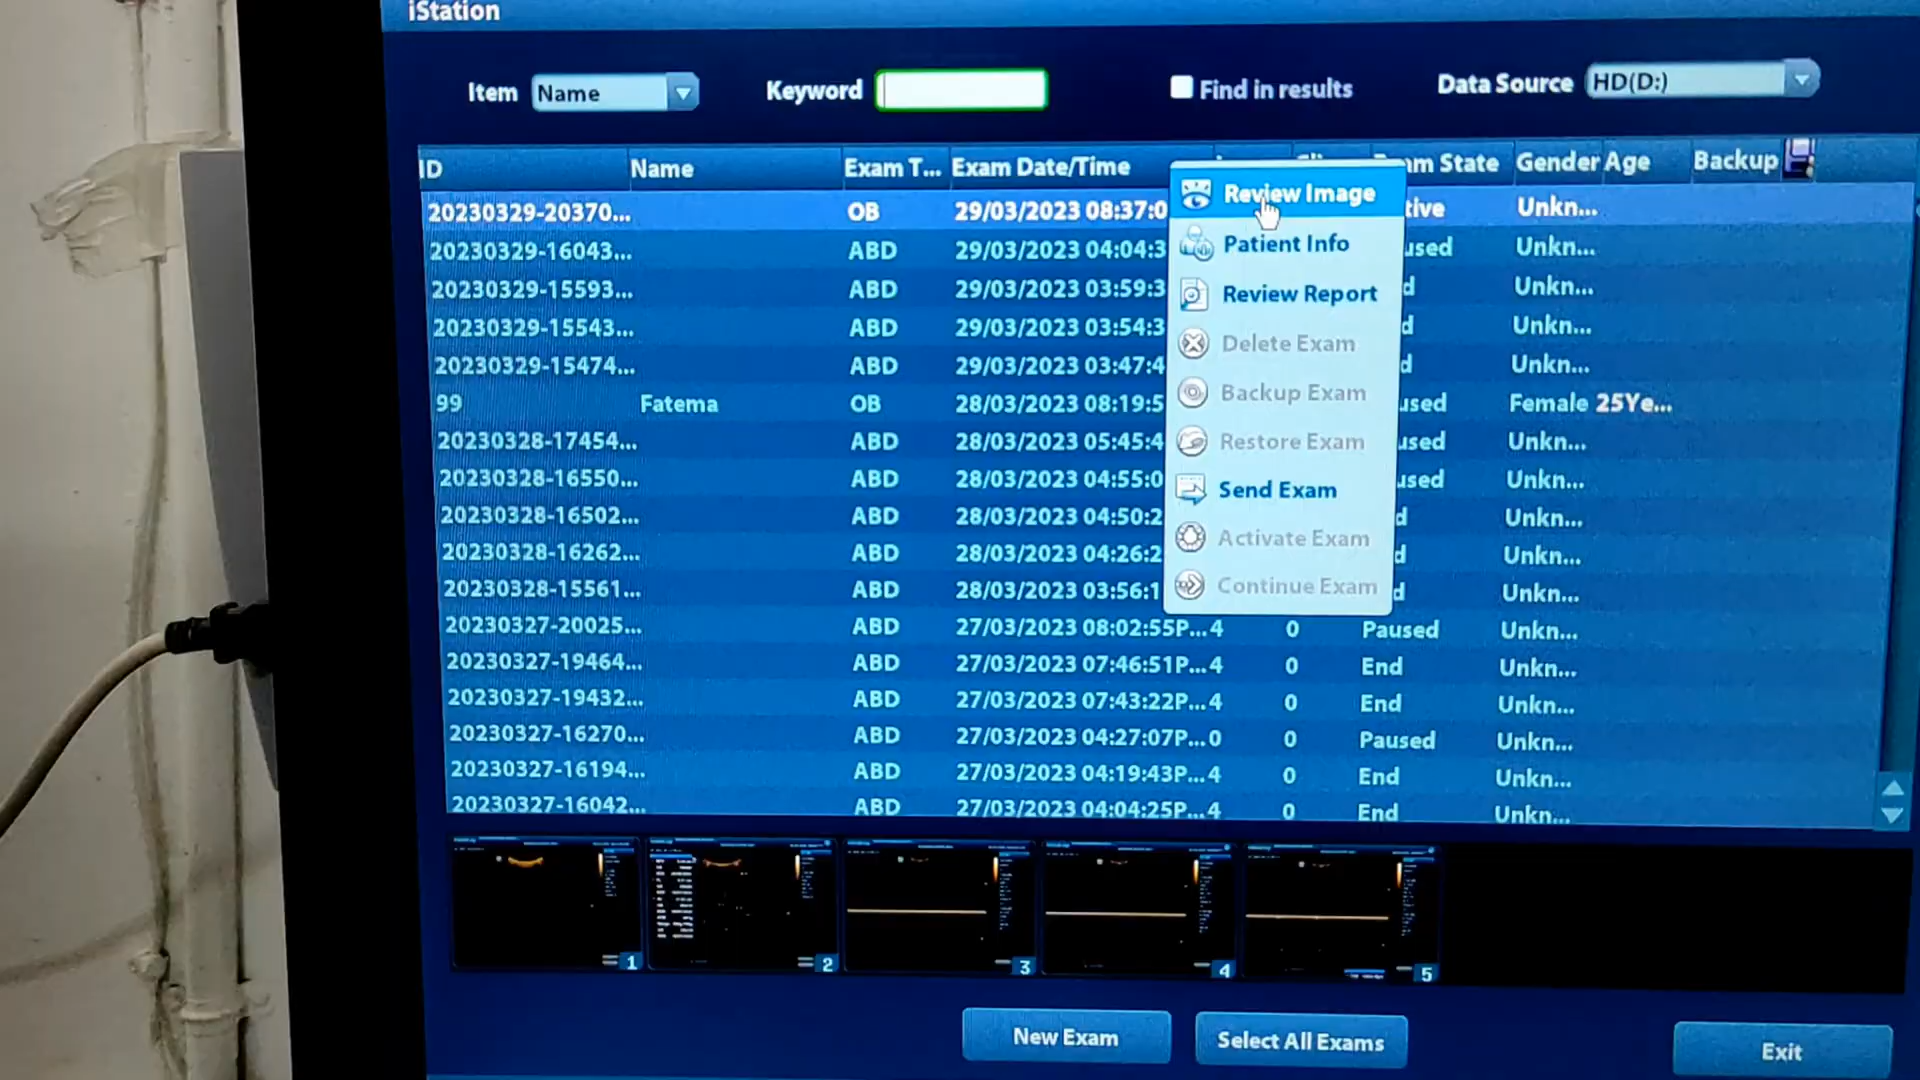 iStation
Item Name Keyword Find in results Data Source HD(D:)
ID Name Exam T... Exam Date/Time State Gender Age Backup
20230329-20370... OB 29/03/2023 08:37:0 Unkn...
20230329-16043... ABD 29/03/2023 04:04:3 Unkn...
20230329-15593... ABD 29/03/2023 03:59:3 Unkn...
20230329-15543... ABD 29/03/2023 03:54:3 Unkn...
20230329-15474... ABD 29/03/2023 03:47:4 Unkn...
99 Fatema OB 28/03/2023 08:19:5 Female 25Ye...
20230328-17454... ABD 28/03/2023 05:45:4 Unkn...
20230328-16550... ABD 28/03/2023 04:55:0 Unkn...
20230328-16502... ABD 28/03/2023 04:50:2 Unkn...
20230328-16262... ABD 28/03/2023 04:26:2 Unkn...
20230328-15561... ABD 28/03/2023 03:56:1 Unkn...
20230327-20025... ABD 27/03/2023 08:02:55P... 4 0 Paused Unkn...
20230327-19464... ABD 27/03/2023 07:46:51P... 4 0 End Unkn...
20230327-19432... ABD 27/03/2023 07:43:22P... 4 0 End Unkn...
20230327-16270... ABD 27/03/2023 04:27:07P... 0 0 Paused Unkn...
20230327-16194... ABD 27/03/2023 04:19:43P... 4 0 End Unkn...
20230327-16042... ABD 27/03/2023 04:04:25P... 4 0 End Unkn...
Review Image
Patient Info
Review Report
Delete Exam
Backup Exam
Restore Exam
Send Exam
Activate Exam
Continue Exam
1 2 3 4 5
New Exam Select All Exams Exit